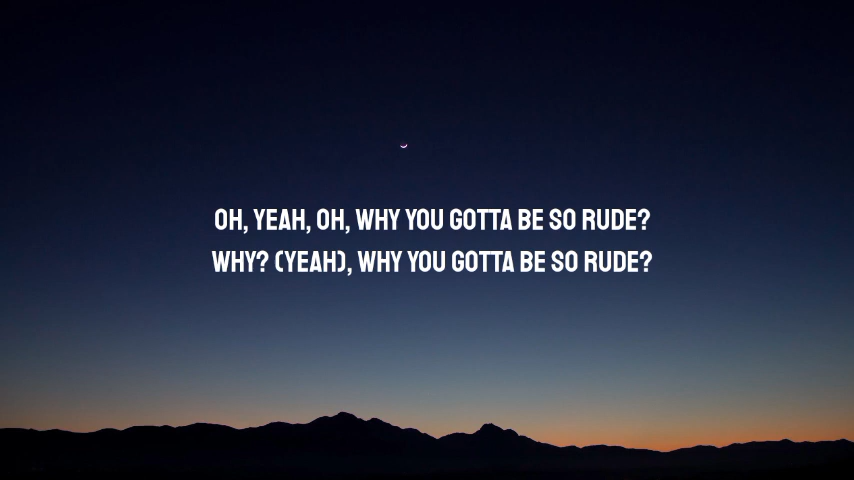 OH, YEAH, OH, WHY YOU GOTTA BE SO RUDE?
WHY? (YEAH), WHY YOU GOTTA BE SO RUDE?